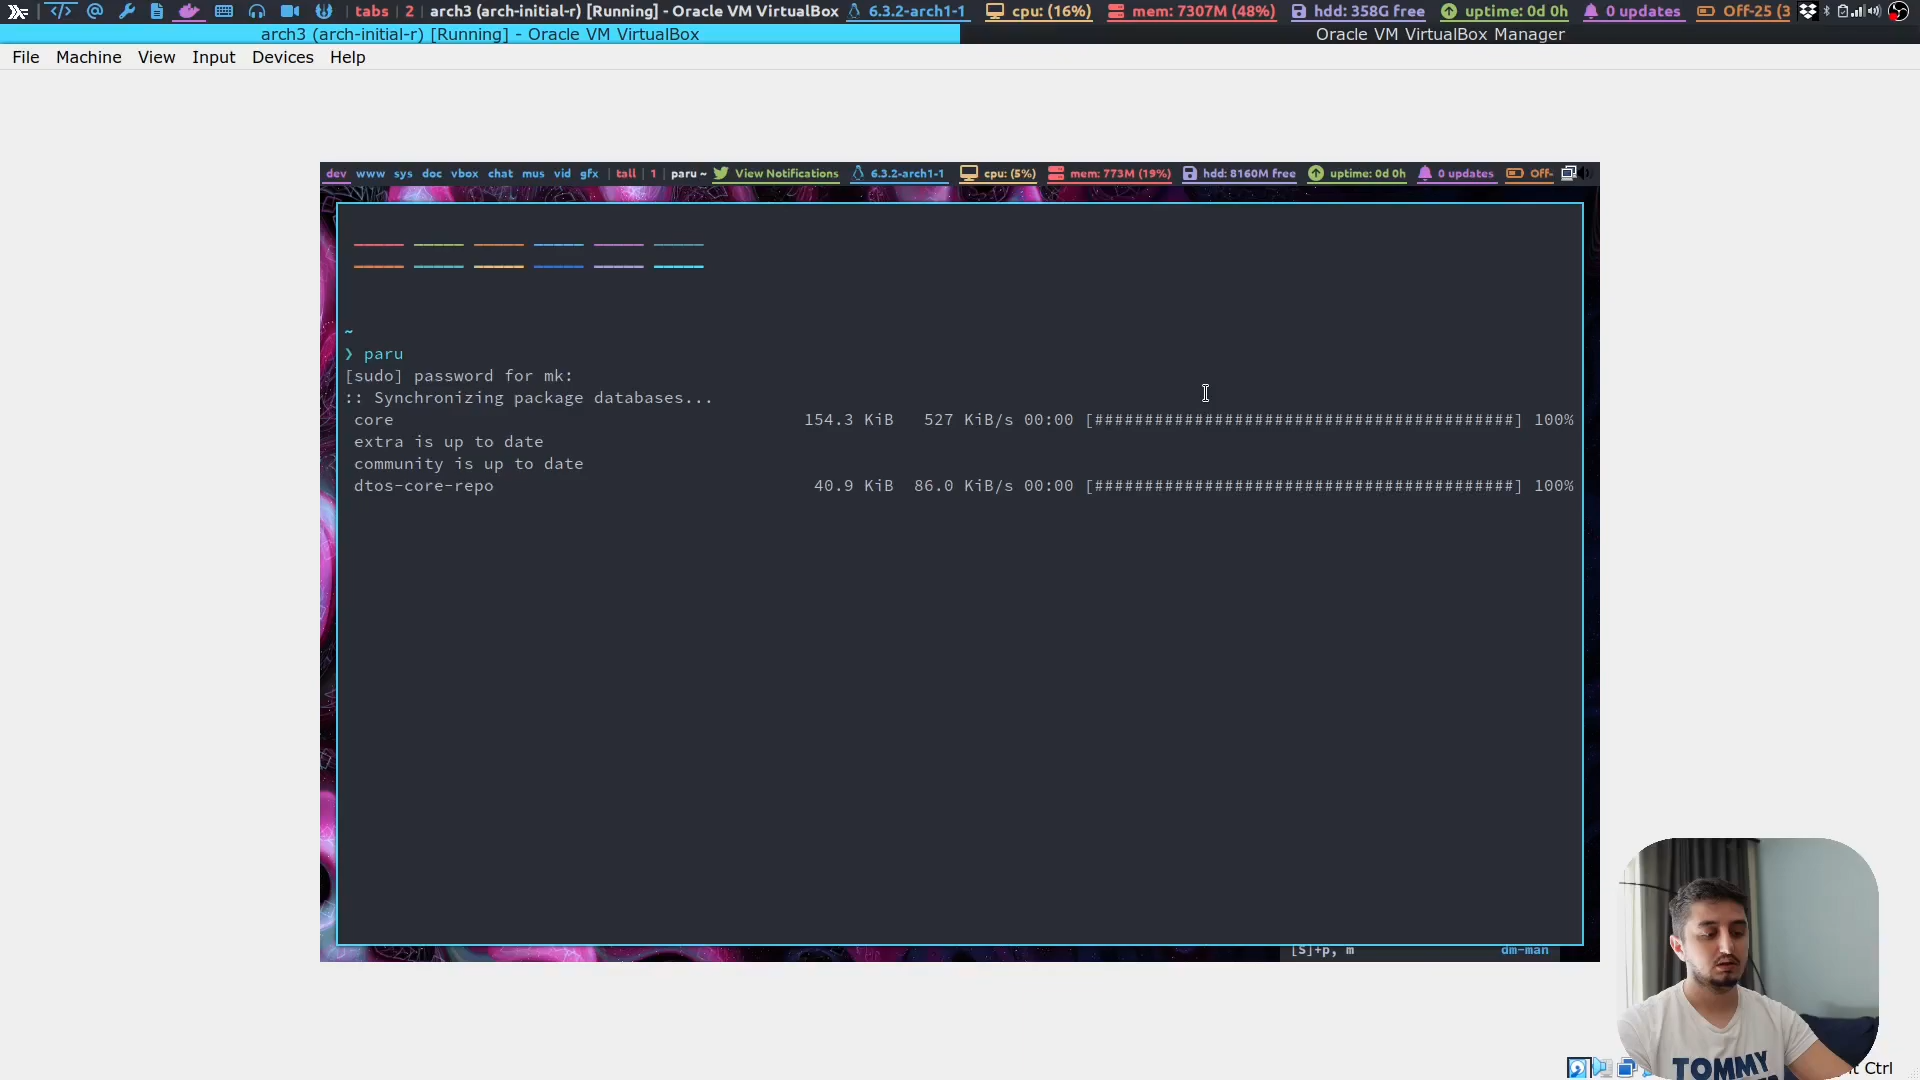 tabs | 2 | arch3 (arch-initial-r) [Running] - Oracle VM VirtualBox 6.3.2-arch1-1 cpu: (16%) mem: 7307M (48%) hdd: 358G free uptime: 0d 0h 0 updates Off-25 (3
arch3 (arch-initial-r) [Running] - Oracle VM VirtualBox Oracle VM VirtualBox Manager
File Machine View Input Devices Help
dev www sys doc vbox chat mus vid gfx | tall | 1 | paru ~ View Notifications 6.3.2-arch1-1 cpu: (5%) mem: 773M (19%) hdd: 8160M free uptime: 0d 0h 0 updates Off-
~
❯ paru
[sudo] password for mk:
:: Synchronizing package databases...
core 154.3 KiB 527 KiB/s 00:00 [##########################################] 100%
extra is up to date
community is up to date
dtos-core-repo 40.9 KiB 86.0 KiB/s 00:00 [##########################################] 100%
[S]+p, m dm-man
TOMMY
Ctrl